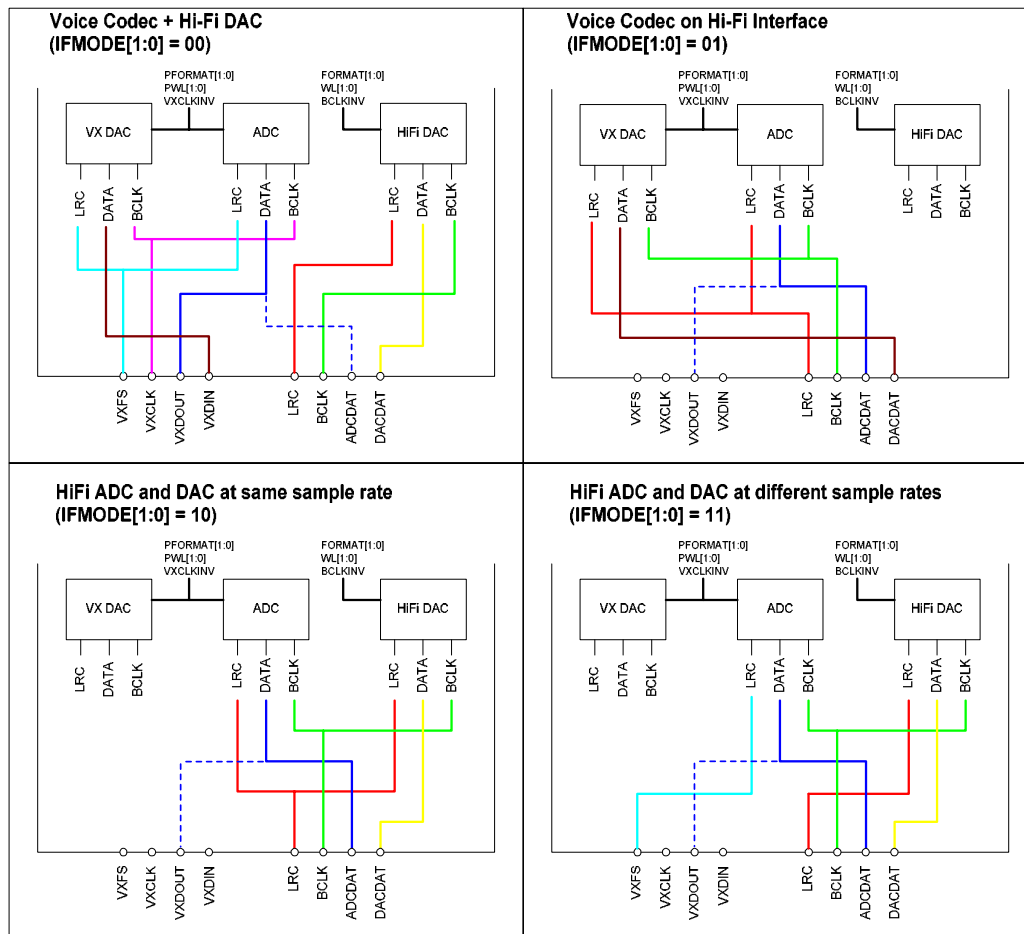 Voice Codec + Hi-Fi DAC
(IFMODE[1:0] = 00)
PFORMAT[1:0]
PWL[1:0]
VXCLKINV
FORMAT[1:0]
WL[1:0]
BCLKINV
VX DAC
ADC
HiFi DAC
LRC
DATA
BCLK
LRC
DATA
BCLK
LRC
DATA
BCLK
VXFS
VXCLK
VXDOUT
VXDIN
LRC
BCLK
ADCDAT
DACDAT
Voice Codec on Hi-Fi Interface
(IFMODE[1:0] = 01)
PFORMAT[1:0]
PWL[1:0]
VXCLKINV
FORMAT[1:0]
WL[1:0]
BCLKINV
VX DAC
ADC
HiFi DAC
LRC
DATA
BCLK
LRC
DATA
BCLK
LRC
DATA
BCLK
VXFS
VXCLK
VXDOUT
VXDIN
LRC
BCLK
ADCDAT
DACDAT
HiFi ADC and DAC at same sample rate
(IFMODE[1:0] = 10)
PFORMAT[1:0]
PWL[1:0]
VXCLKINV
FORMAT[1:0]
WL[1:0]
BCLKINV
VX DAC
ADC
HiFi DAC
LRC
DATA
BCLK
LRC
DATA
BCLK
LRC
DATA
BCLK
VXFS
VXCLK
VXDOUT
VXDIN
LRC
BCLK
ADCDAT
DACDAT
HiFi ADC and DAC at different sample rates
(IFMODE[1:0] = 11)
PFORMAT[1:0]
PWL[1:0]
VXCLKINV
FORMAT[1:0]
WL[1:0]
BCLKINV
VX DAC
ADC
HiFi DAC
LRC
DATA
BCLK
LRC
DATA
BCLK
LRC
DATA
BCLK
VXFS
VXCLK
VXDOUT
VXDIN
LRC
BCLK
ADCDAT
DACDAT